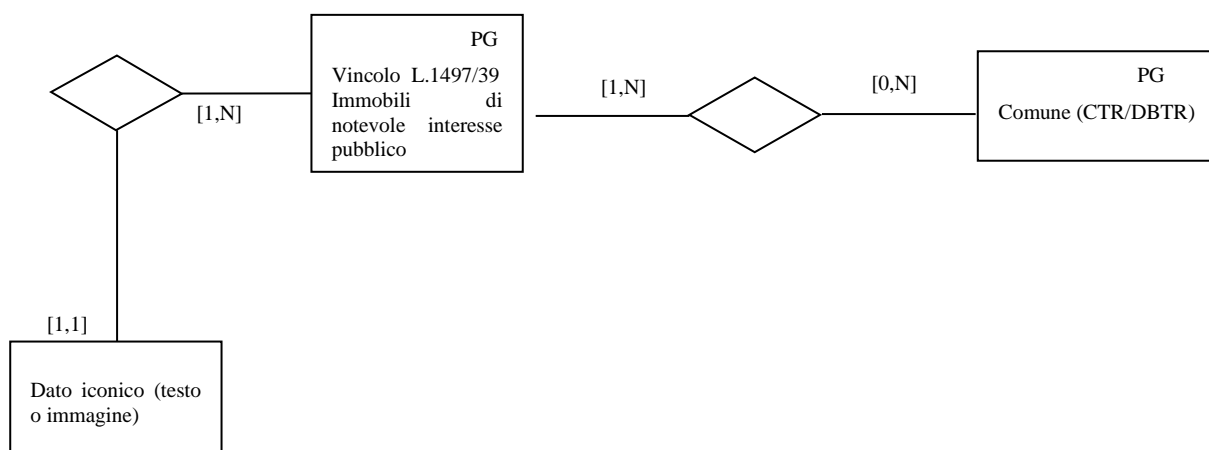 PG
Vincolo L.1497/39
Immobili di
notevole interesse
pubblico
[1,N]
[1,N]
[0,N]
PG
Comune (CTR/DBTR)
[1,1]
Dato iconico (testo
o immagine)